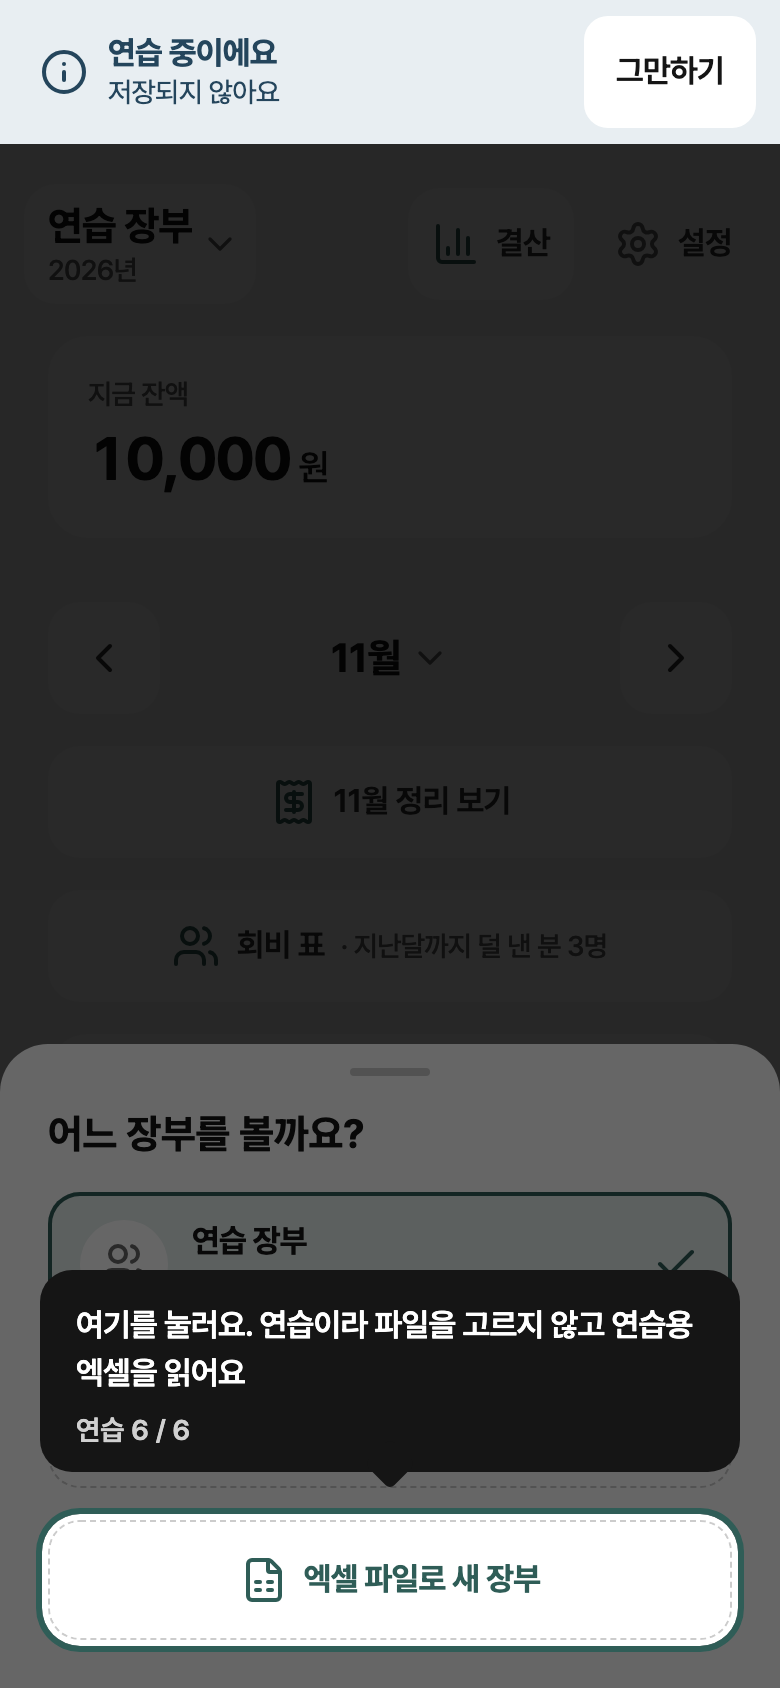 연습 중이에요
저장되지 않아요
그만하기
연습 장부
2026년
결산
설정
지금 잔액
10,000 원
11월
11월 정리 보기
회비 표 · 지난달까지 덜 낸 분 3명
어느 장부를 볼까요?
연습 장부
여기를 눌러요. 연습이라 파일을 고르지 않고 연습용
엑셀을 읽어요
연습 6 / 6
엑셀 파일로 새 장부